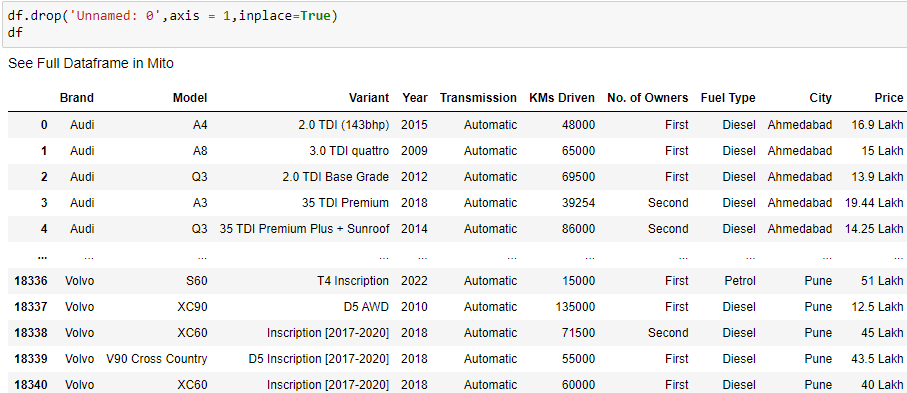 df.drop('Unnamed: 0',axis = 1,inplace=True)
df
See Full Dataframe in Mito
Brand Model Variant Year Transmission KMs Driven No. of Owners Fuel Type City Price
0 Audi A4 2.0 TDI (143bhp) 2015 Automatic 48000 First Diesel Ahmedabad 16.9 Lakh
1 Audi A8 3.0 TDI quattro 2009 Automatic 65000 First Diesel Ahmedabad 15 Lakh
2 Audi Q3 2.0 TDI Base Grade 2012 Automatic 69500 First Diesel Ahmedabad 13.9 Lakh
3 Audi A3 35 TDI Premium 2018 Automatic 39254 Second Diesel Ahmedabad 19.44 Lakh
4 Audi Q3 35 TDI Premium Plus + Sunroof 2014 Automatic 86000 Second Diesel Ahmedabad 14.25 Lakh
... ... ... ... ... ... ... ... ... ... ...
18336 Volvo S60 T4 Inscription 2022 Automatic 15000 First Petrol Pune 51 Lakh
18337 Volvo XC90 D5 AWD 2010 Automatic 135000 First Diesel Pune 12.5 Lakh
18338 Volvo XC60 Inscription [2017-2020] 2018 Automatic 71500 Second Diesel Pune 45 Lakh
18339 Volvo V90 Cross Country D5 Inscription [2017-2020] 2018 Automatic 55000 First Diesel Pune 43.5 Lakh
18340 Volvo XC60 Inscription [2017-2020] 2018 Automatic 60000 First Diesel Pune 40 Lakh